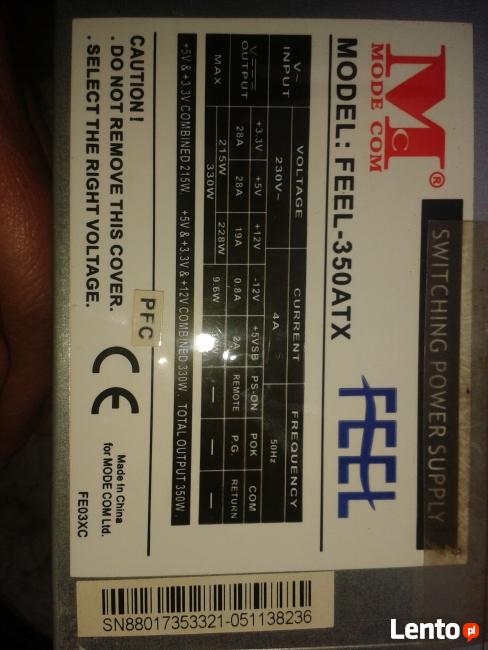 MC®
MODE COM
SWITCHING POWER SUPPLY
MODEL: FEEL-350ATX
FEEL
VOLTAGE CURRENT FREQUENCY
V~ INPUT 230V~ 4A 50Hz
V⎓ OUTPUT +3.3V +5V +12V -12V +5VSB PS-ON POK COM
28A 28A 19A 0.8A 2A REMOTE P.G. RETURN
MAX 215W 228W 9.6W — —
330W
+5V & +3.3V COMBINED 215W +5V & +3.3V & +12V COMBINED 330W. TOTAL OUTPUT 350W.
CAUTION !
. DO NOT REMOVE THIS COVER.
. SELECT THE RIGHT VOLTAGE.
PFC
CE
Made In China
for MODE COM Ltd.
FE03XC
SN88017353321-051138236
Lento pl